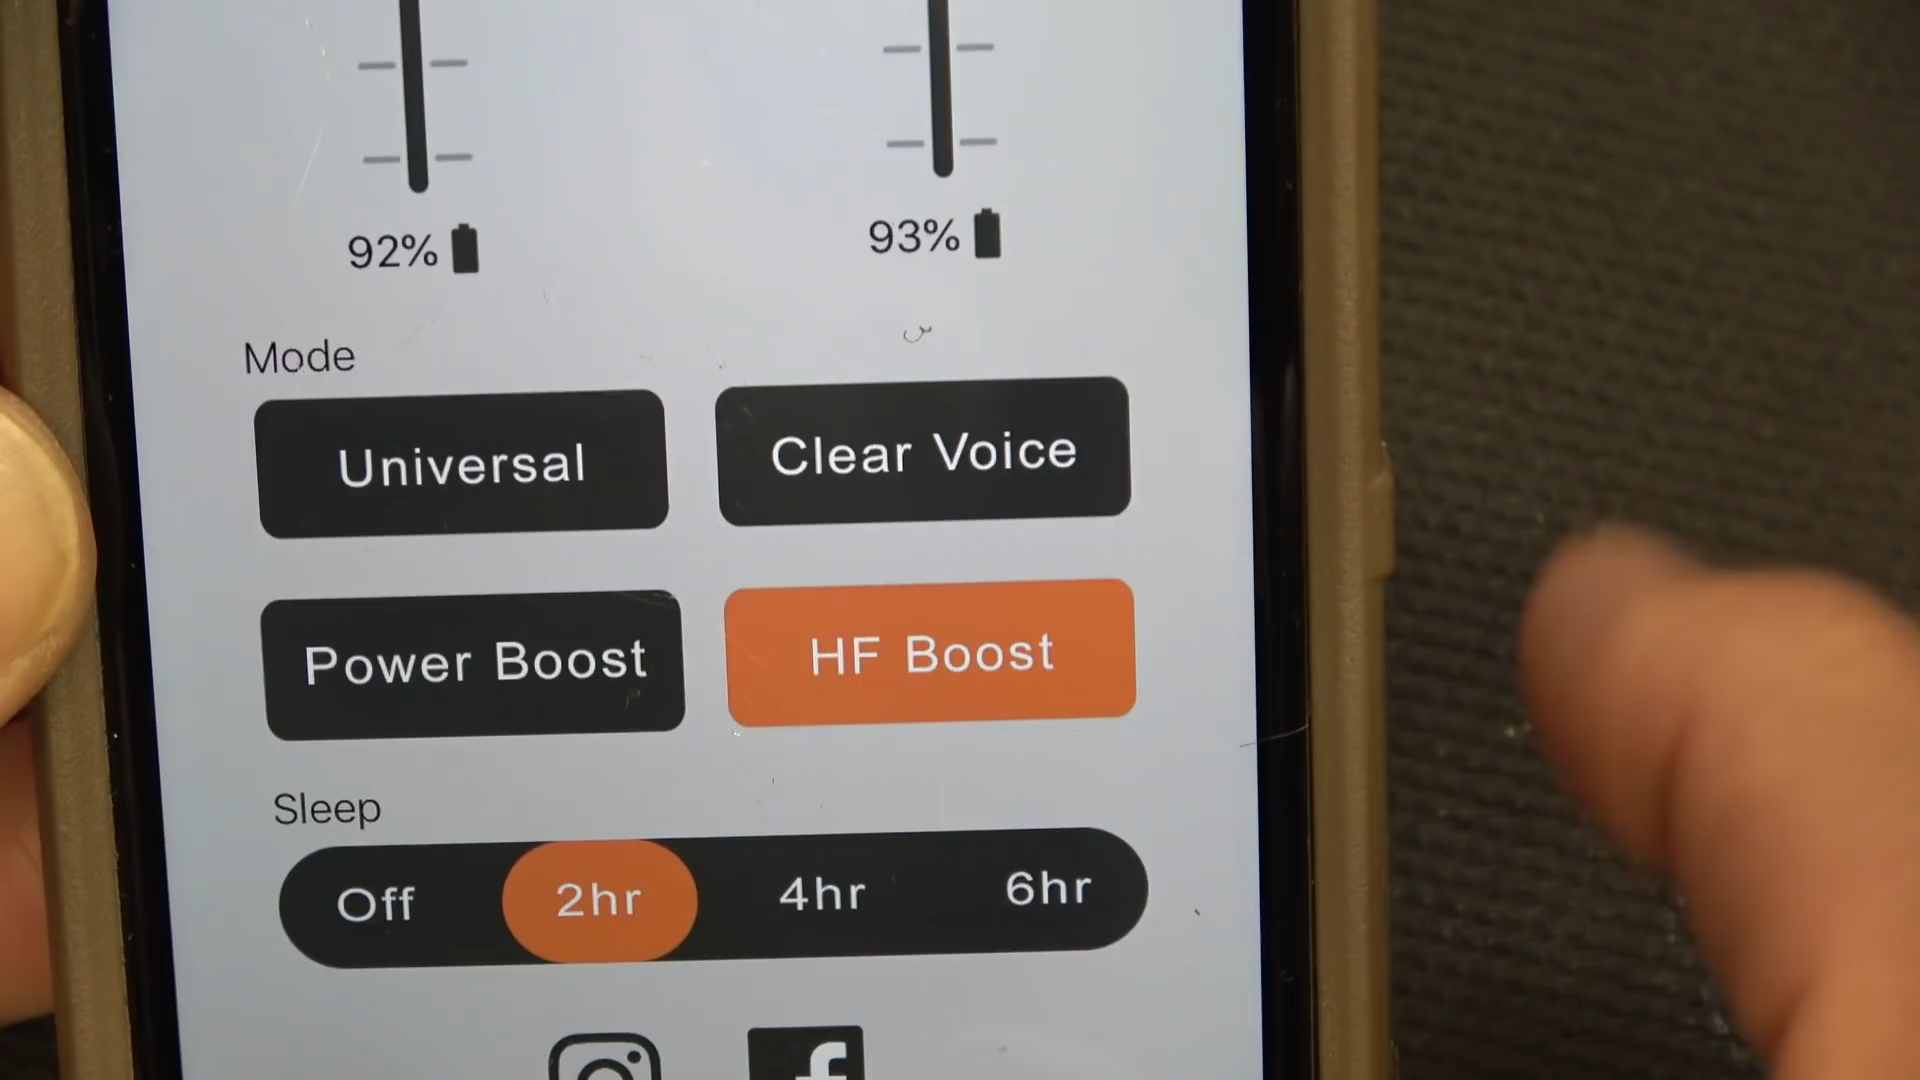 92%
93%
Mode
Universal
Clear Voice
Power Boost
HF Boost
Sleep
Off 2hr 4hr 6hr